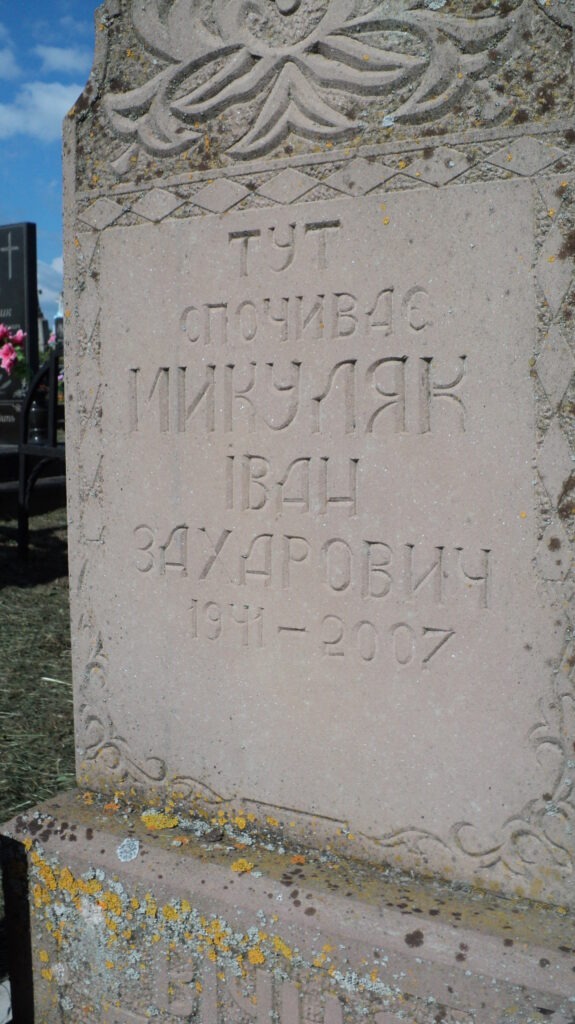 ТУТ
СПОЧИВАЄ
МИКУЛЯК
ІВАН
ЗАХАРОВИЧ
1941 – 2007